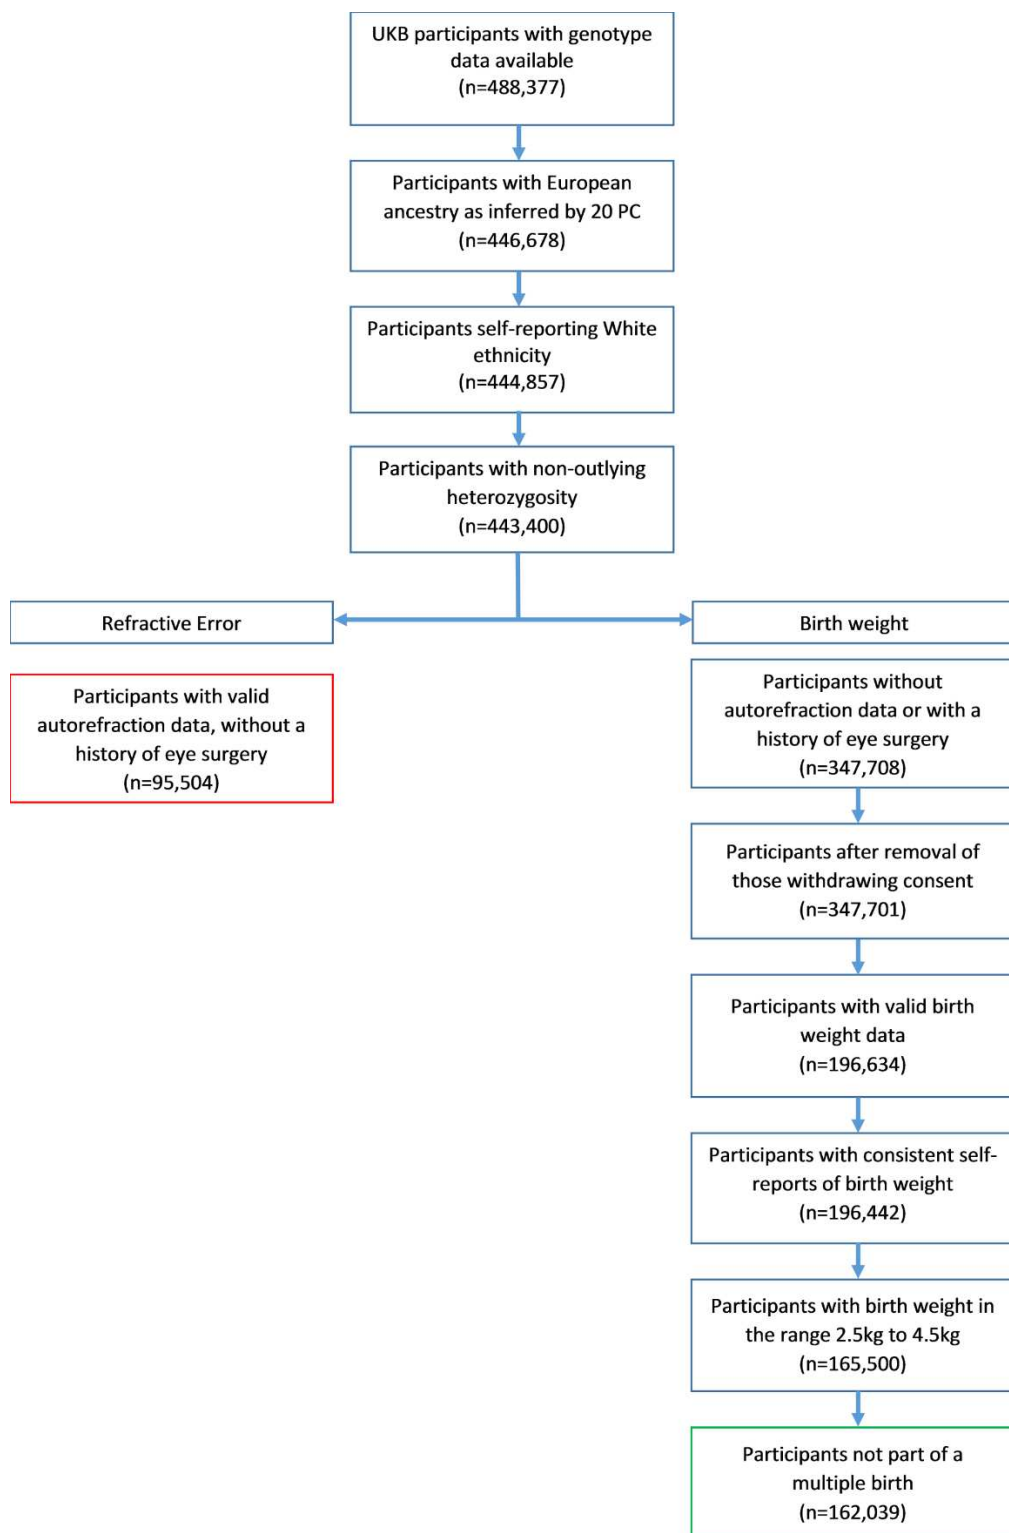 UKB participants with genotype
data available
(n=488,377)
Participants with European
ancestry as inferred by 20 PC
(n=446,678)
Participants self-reporting White
ethnicity
(n=444,857)
Participants with non-outlying
heterozygosity
(n=443,400)
Refractive Error
Participants with valid
autorefraction data, without a
history of eye surgery
(n=95,504)
Birth weight
Participants without
autorefraction data or with a
history of eye surgery
(n=347,708)
Participants after removal of
those withdrawing consent
(n=347,701)
Participants with valid birth
weight data
(n=196,634)
Participants with consistent self-
reports of birth weight
(n=196,442)
Participants with birth weight in
the range 2.5kg to 4.5kg
(n=165,500)
Participants not part of a
multiple birth
(n=162,039)